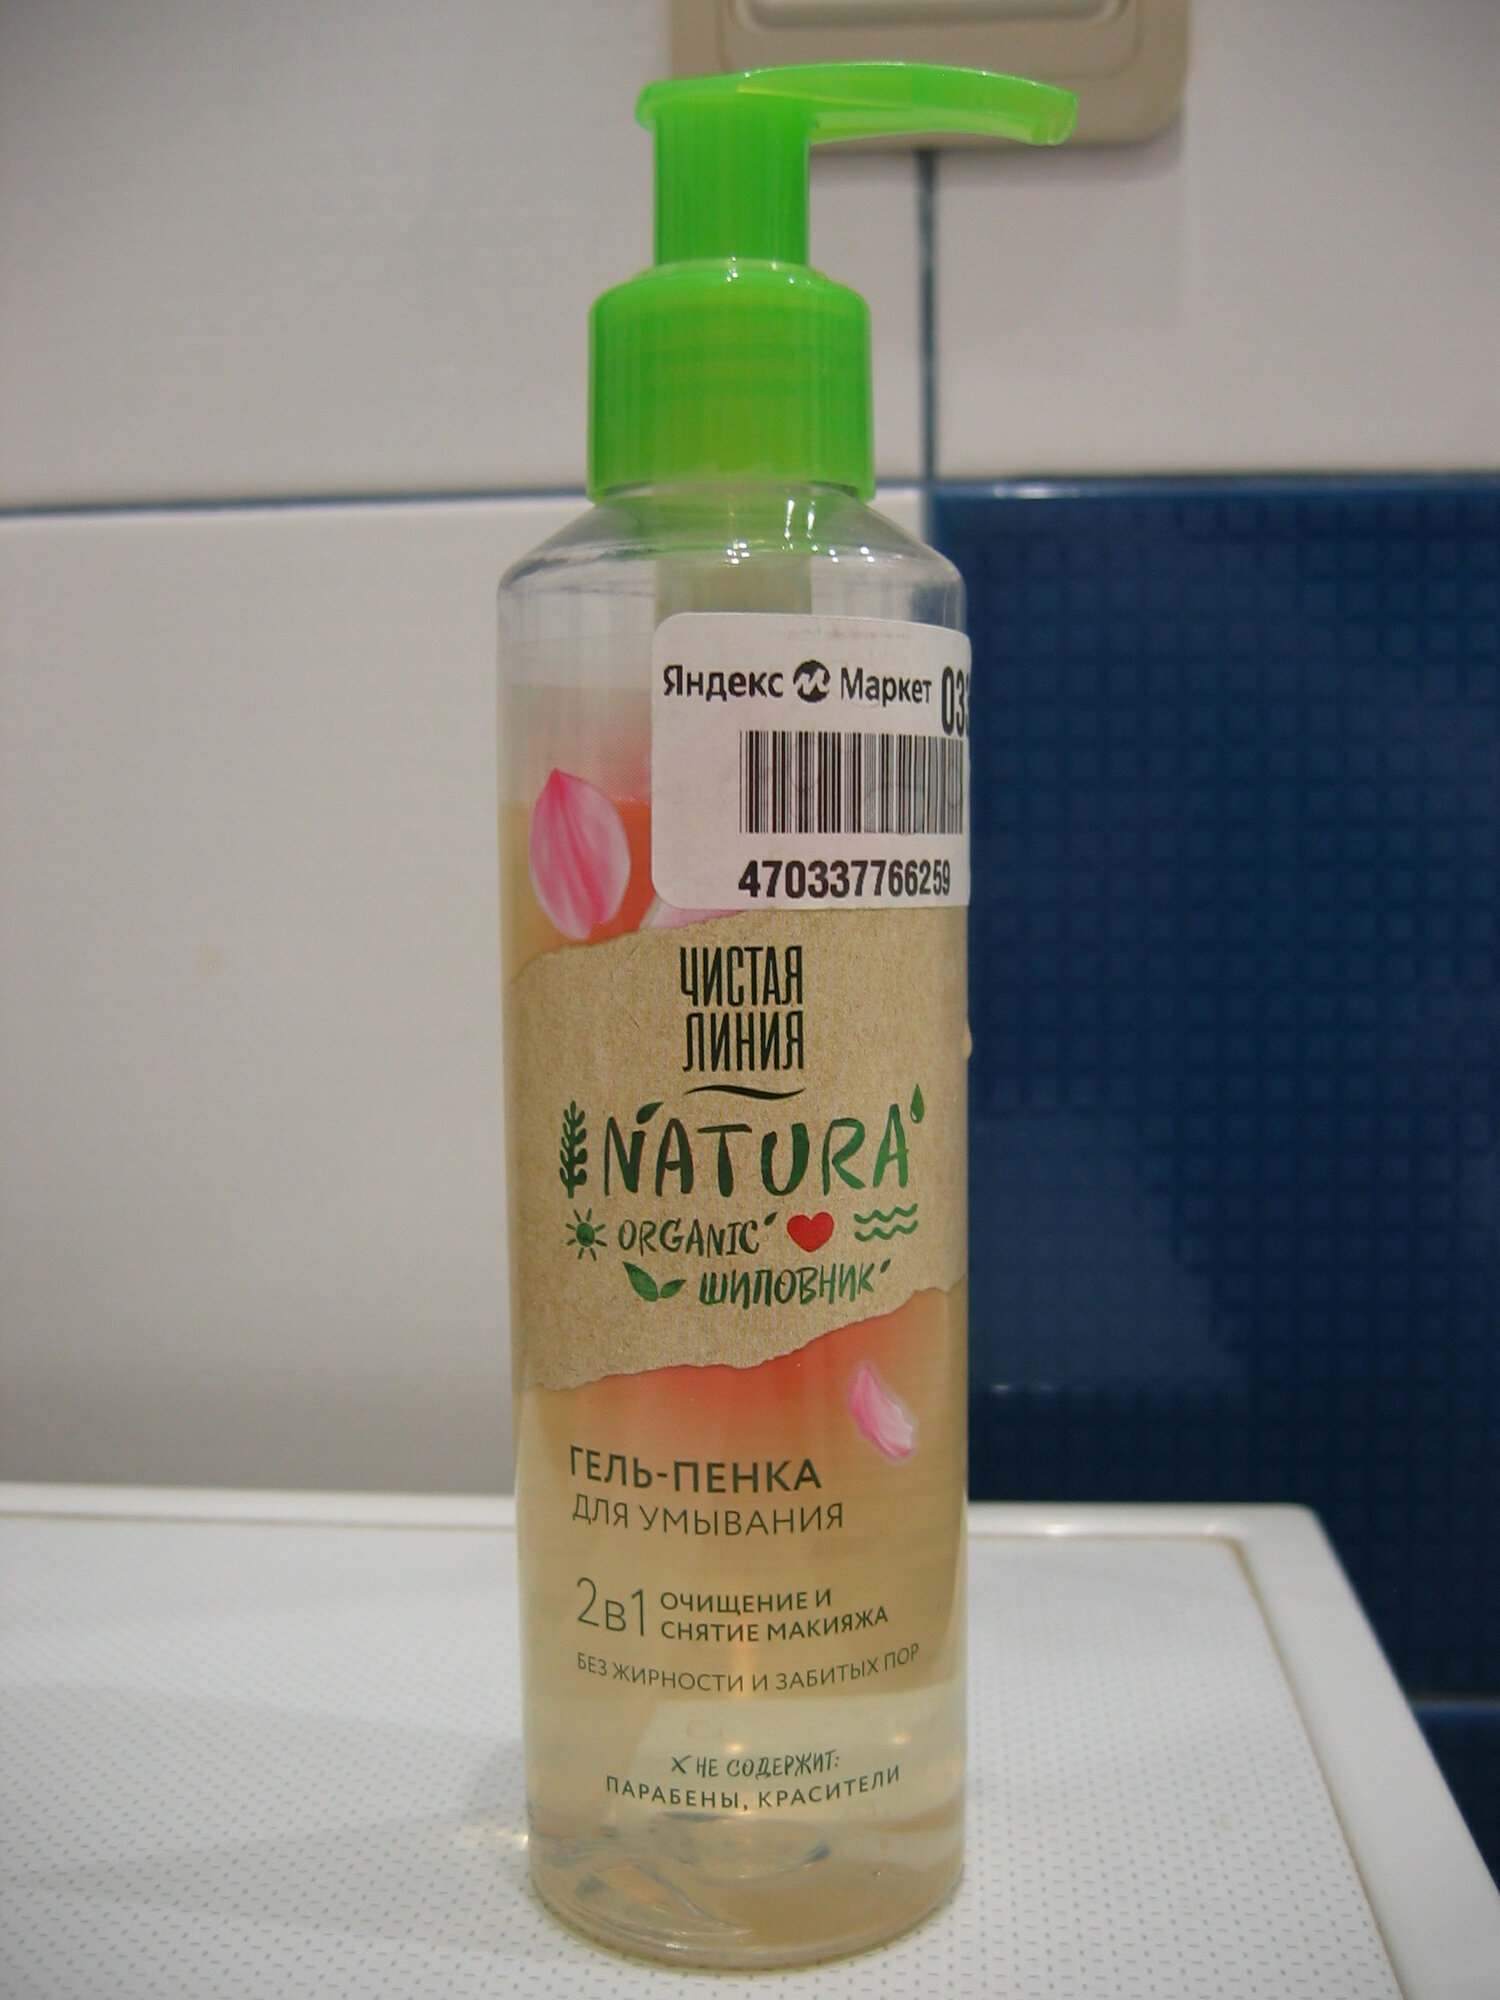 Яндекс Маркет 033
470337766259
ЧИСТАЯ
ЛИНИЯ
NATURA
ORGANIC
ШИПОВНИК
ГЕЛЬ-ПЕНКА
ДЛЯ УМЫВАНИЯ
2в1 ОЧИЩЕНИЕ И
СНЯТИЕ МАКИЯЖА
БЕЗ ЖИРНОСТИ И ЗАБИТЫХ ПОР
× НЕ СОДЕРЖИТ:
ПАРАБЕНЫ, КРАСИТЕЛИ